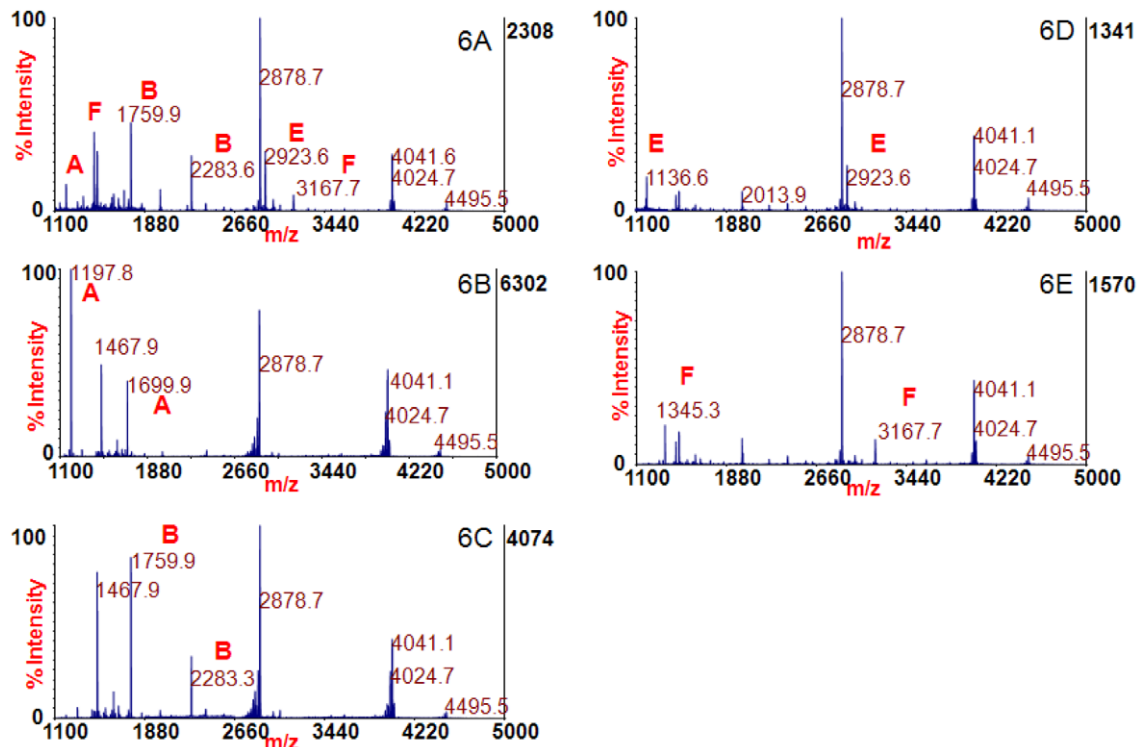 100
6A
2308
% Intensity
A
F
B
1759.9
B
2283.6
2878.7
E
2923.6
F
3167.7
4041.6
4024.7
4495.5
0
1100 1880 2660 3440 4220 5000
m/z
6D
1341
% Intensity
E
1136.6
2013.9
2878.7
E
2923.6
4041.1
4024.7
4495.5
0
1100 1880 2660 3440 4220 5000
m/z
100
6B
6302
% Intensity
1197.8
A
1467.9
1699.9
A
2878.7
4041.1
4024.7
4495.5
0
1100 1880 2660 3440 4220 5000
m/z
100
6E
1570
% Intensity
F
1345.3
2878.7
F
3167.7
4041.1
4024.7
4495.5
0
1100 1880 2660 3440 4220 5000
m/z
100
6C
4074
% Intensity
B
1759.9
1467.9
B
2283.3
2878.7
4041.1
4024.7
4495.5
0
1100 1880 2660 3440 4220 5000
m/z